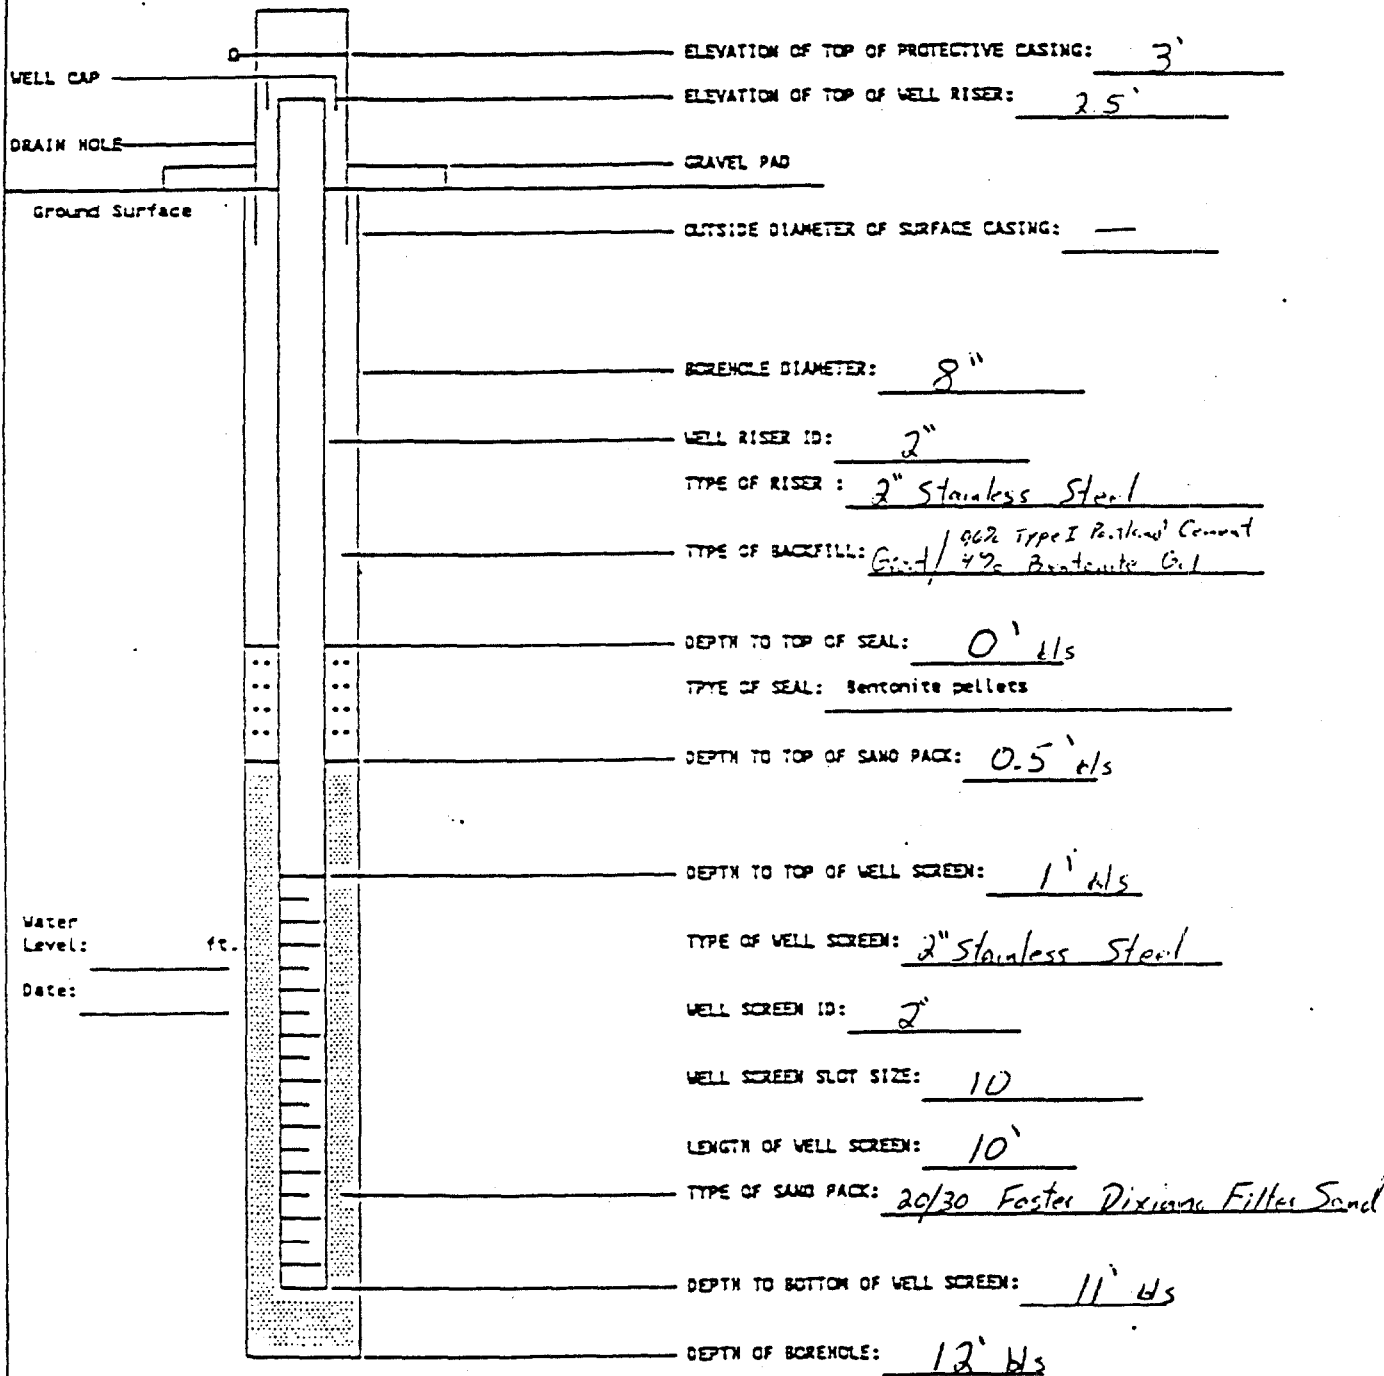 ELEVATION OF TOP OF PROTECTIVE CASING: 3'
WELL CAP
ELEVATION OF TOP OF WELL RISER: 2.5'
DRAIN HOLE
GRAVEL PAD
Ground Surface
OUTSIDE DIAMETER OF SURFACE CASING: —
BOREHOLE DIAMETER: 8"
WELL RISER ID: 2"
TYPE OF RISER : 2" Stainless Steel
96% Type I Portland Cement
TYPE OF BACKFILL: Grout/ 4% Bentonite Gel
DEPTH TO TOP OF SEAL: 0' bls
TPYE OF SEAL: Bentonite pellets
DEPTH TO TOP OF SAND PACK: 0.5' bls
DEPTH TO TOP OF WELL SCREEN: 1' bls
Water
Level: ft.
TYPE OF WELL SCREEN: 2" Stainless Steel
Date:
WELL SCREEN ID: 2"
WELL SCREEN SLOT SIZE: 10
LENGTH OF WELL SCREEN: 10'
TYPE OF SAND PACK: 20/30 Foster Dixiana Filter Sand
DEPTH TO BOTTOM OF WELL SCREEN: 11' bls
DEPTH OF BOREHOLE: 12' bls